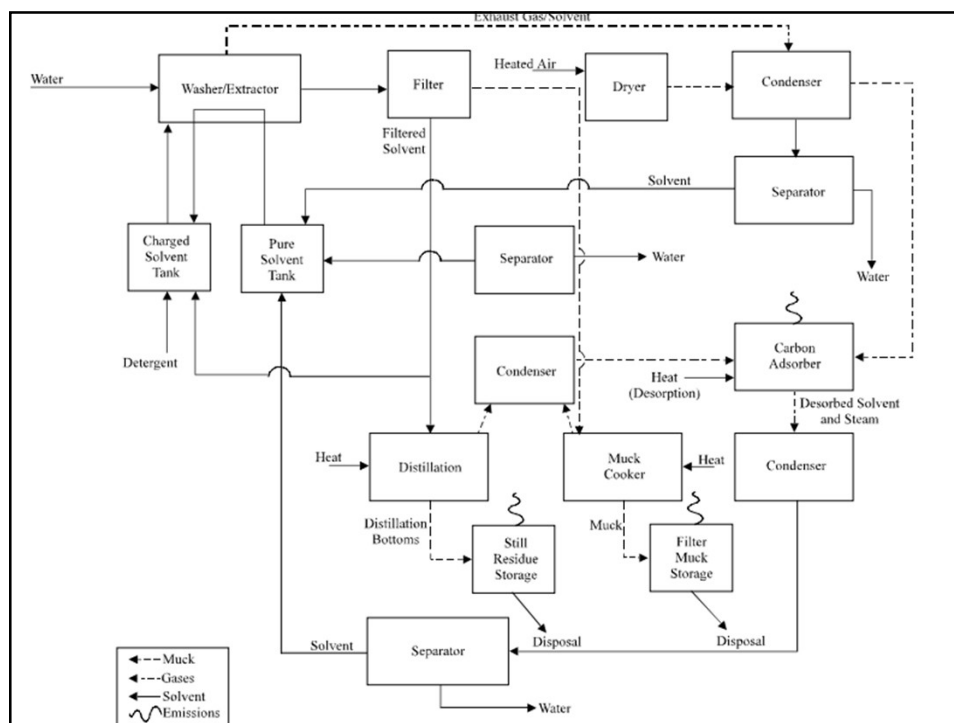 Exhaust Gas/Solvent
Water
Washer/Extractor
Filter
Heated Air
Dryer
Condenser
Filtered
Solvent
Solvent
Separator
Charged
Solvent
Tank
Pure
Solvent
Tank
Separator
Water
Water
Detergent
Condenser
Heat
(Desorption)
Carbon
Adsorber
Desorbed Solvent
and Steam
Heat
Distillation
Muck
Cooker
Heat
Condenser
Distillation
Bottoms
Still
Residue
Storage
Muck
Filter
Muck
Storage
Disposal
Disposal
Solvent
Separator
Water
Muck
Gases
Solvent
Emissions